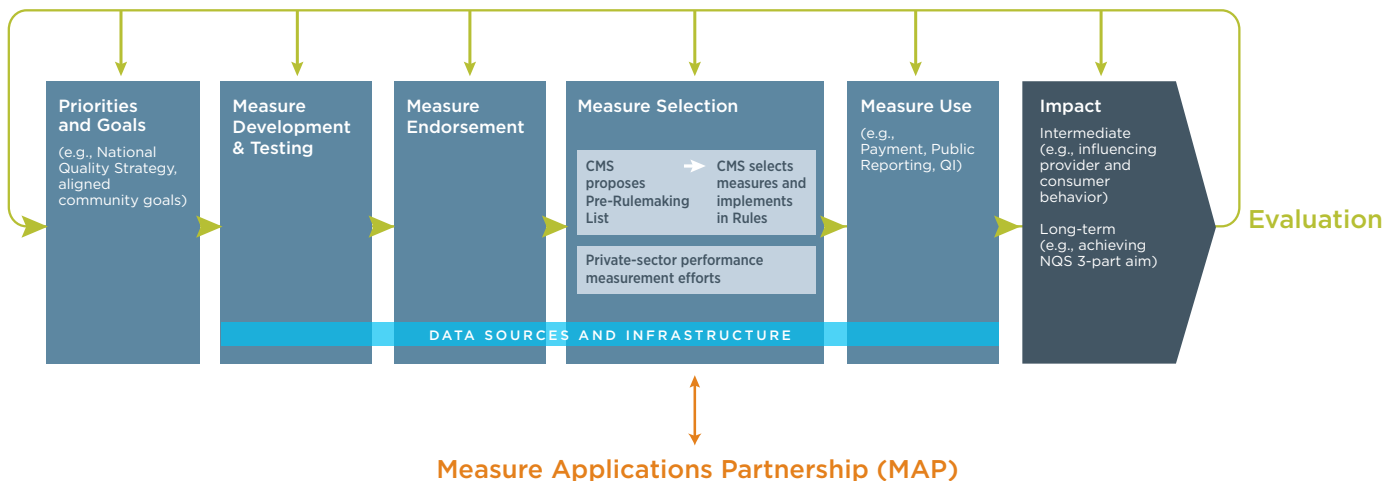 Priorities
and Goals
(e.g., National
Quality Strategy,
aligned
community goals)
Measure
Development
& Testing
Measure
Endorsement
Measure Selection
CMS
proposes
Pre-Rulemaking
List
CMS selects
measures and
implements
in Rules
Private-sector performance
measurement efforts
Measure Use
(e.g.,
Payment, Public
Reporting, QI)
Impact
Intermediate
(e.g., influencing
provider and
consumer
behavior)
Long-term
(e.g., achieving
NQS 3-part aim)
Evaluation
DATA SOURCES AND INFRASTRUCTURE
Measure Applications Partnership (MAP)